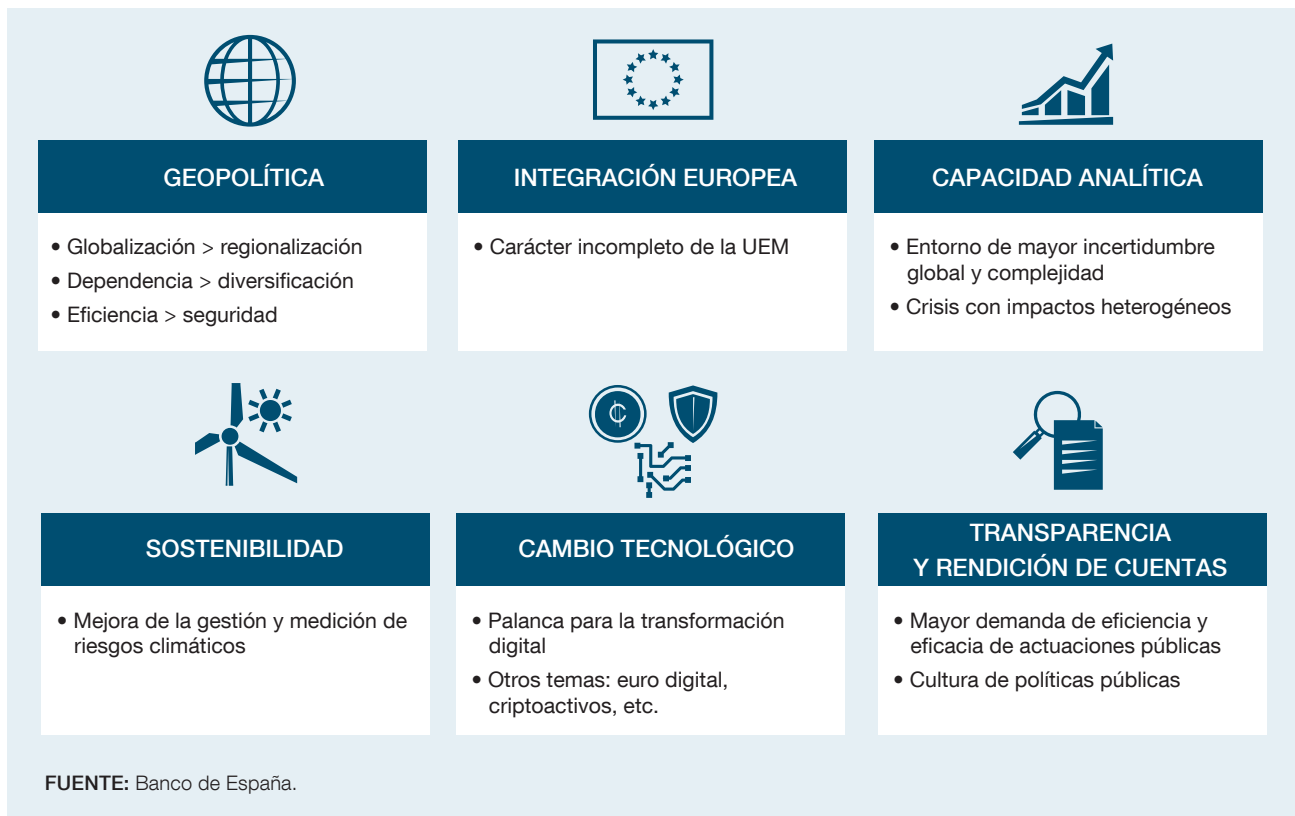 GEOPOLÍTICA
• Globalización > regionalización
• Dependencia > diversificación
• Eficiencia > seguridad
INTEGRACIÓN EUROPEA
• Carácter incompleto de la UEM
CAPACIDAD ANALÍTICA
• Entorno de mayor incertidumbre
global y complejidad
• Crisis con impactos heterogéneos
SOSTENIBILIDAD
• Mejora de la gestión y medición de
riesgos climáticos
CAMBIO TECNOLÓGICO
• Palanca para la transformación
digital
• Otros temas: euro digital,
criptoactivos, etc.
TRANSPARENCIA
Y RENDICIÓN DE CUENTAS
• Mayor demanda de eficiencia y
eficacia de actuaciones públicas
• Cultura de políticas públicas
FUENTE: Banco de España.